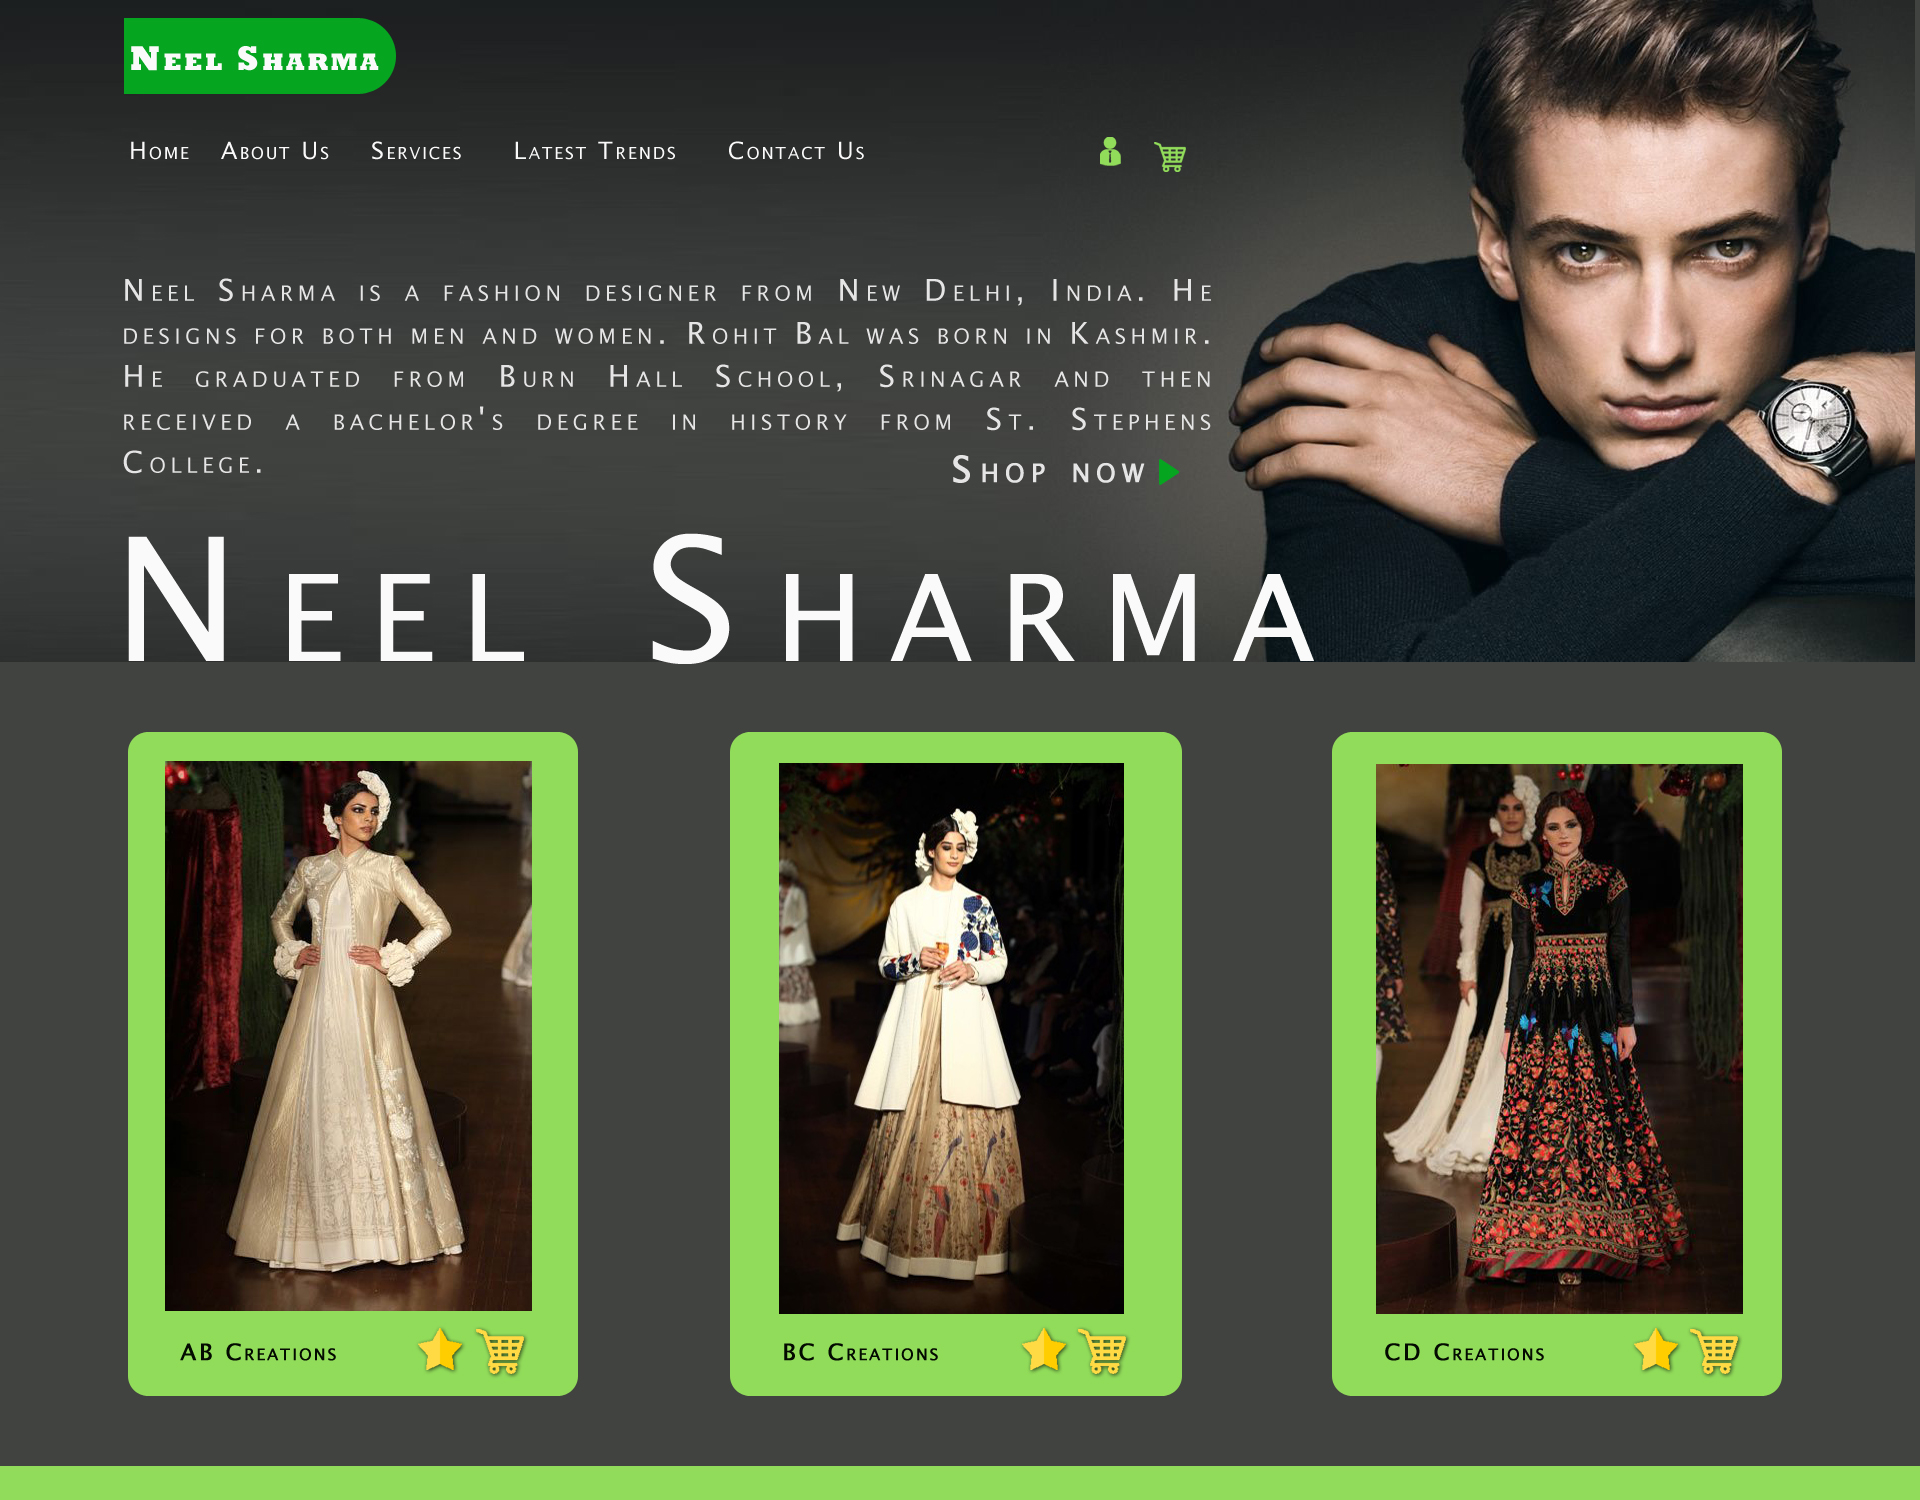 Neel Sharma
Home About Us Services Latest Trends Contact Us
Neel Sharma is a fashion designer from New Delhi, India. He
designs for both men and women. Rohit Bal was born in Kashmir.
He graduated from Burn Hall School, Srinagar and then
received a bachelor's degree in history from St. Stephens
College.
Shop now
Neel Sharma
AB Creations
BC Creations
CD Creations